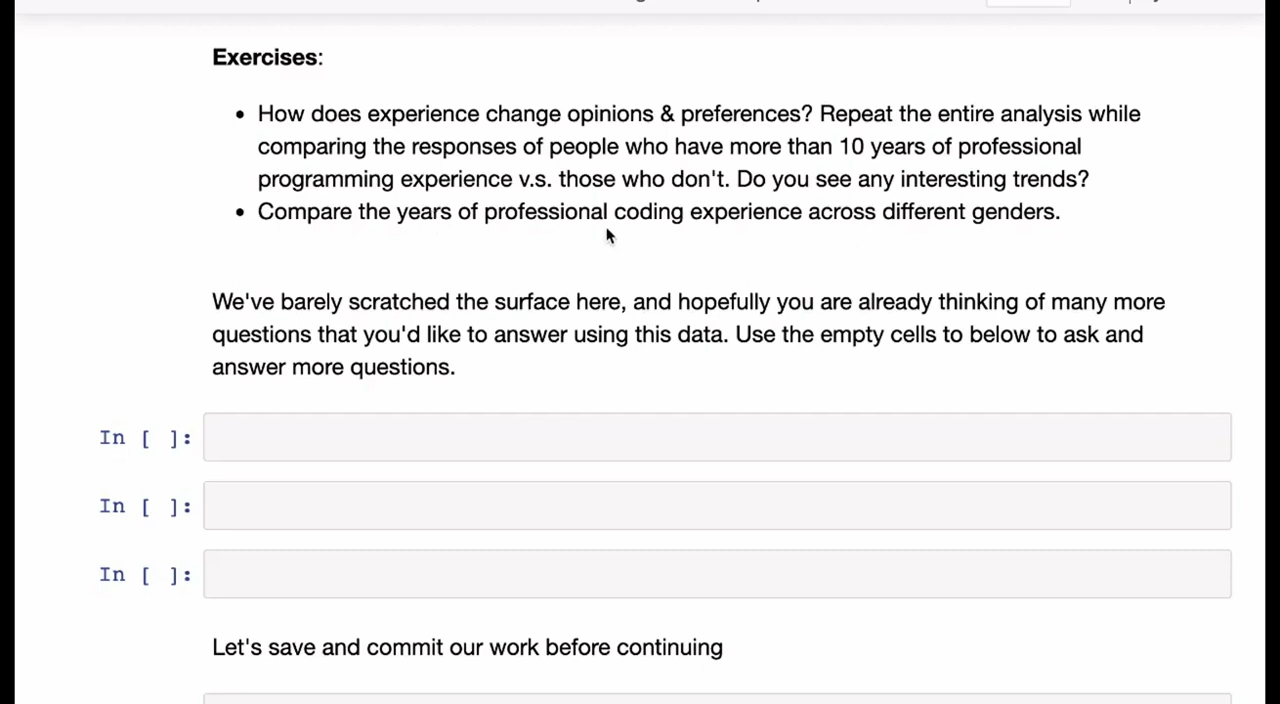 Exercises:
• How does experience change opinions & preferences? Repeat the entire analysis while
comparing the responses of people who have more than 10 years of professional
programming experience v.s. those who don't. Do you see any interesting trends?
• Compare the years of professional coding experience across different genders.
We've barely scratched the surface here, and hopefully you are already thinking of many more
questions that you'd like to answer using this data. Use the empty cells to below to ask and
answer more questions.
In [ ]:
In [ ]:
In [ ]:
Let's save and commit our work before continuing